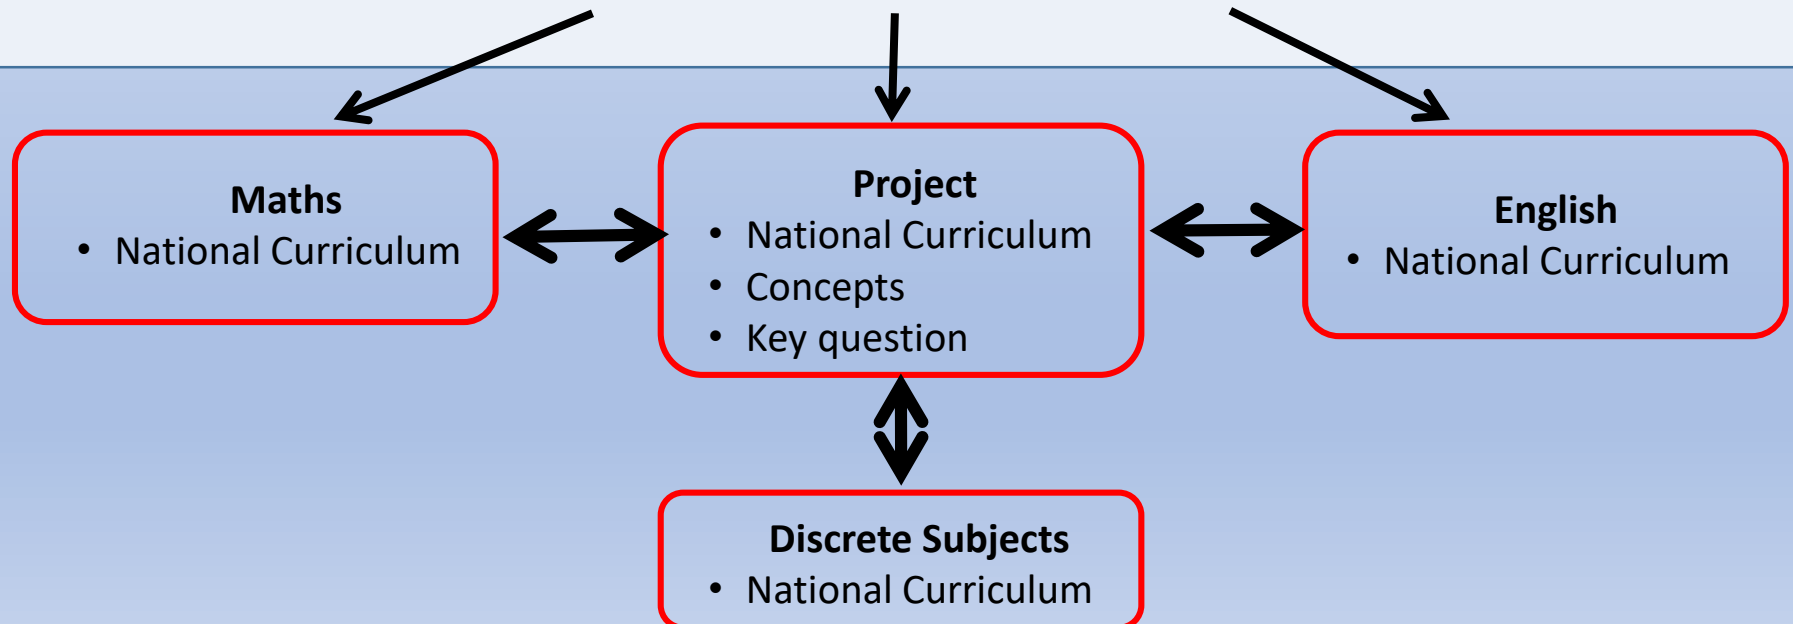 Maths
• National Curriculum
Project
• National Curriculum
• Concepts
• Key question
English
• National Curriculum
Discrete Subjects
• National Curriculum